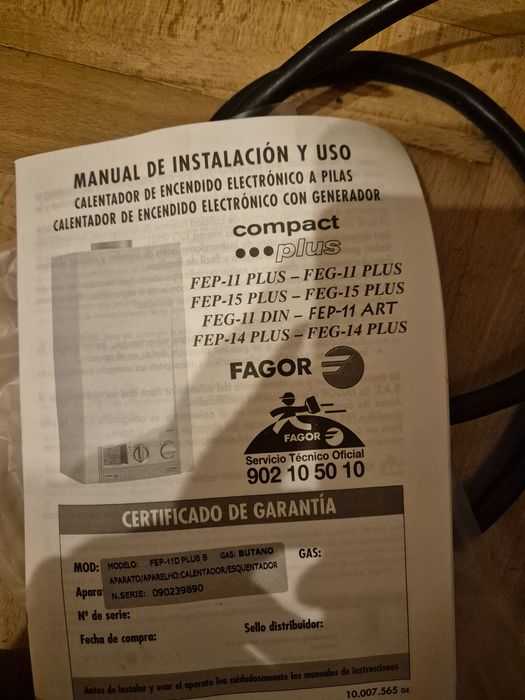 MANUAL DE INSTALACIÓN Y USO
CALENTADOR DE ENCENDIDO ELECTRÓNICO A PILAS
CALENTADOR DE ENCENDIDO ELECTRÓNICO CON GENERADOR
compact
plus
FEP-11 PLUS – FEG-11 PLUS
FEP-15 PLUS – FEG-15 PLUS
FEG-11 DIN – FEP-11 ART
FEP-14 PLUS – FEG-14 PLUS
FAGOR
FAGOR
Servicio Técnico Oficial
902 10 50 10
CERTIFICADO DE GARANTÍA
MOD: MODELO: FEP-11D PLUS B GAS: BUTANO GAS:
APARATO/APARELHO:CALENTADOR/ESQUENTADOR
Apara N.SERIE: 090239890
Nº de serie:
Fecha de compra: Sello distribuidor:
Antes de instalar y usar el aparato lea cuidadosamente los manuales de instrucciones
10.007.565 04